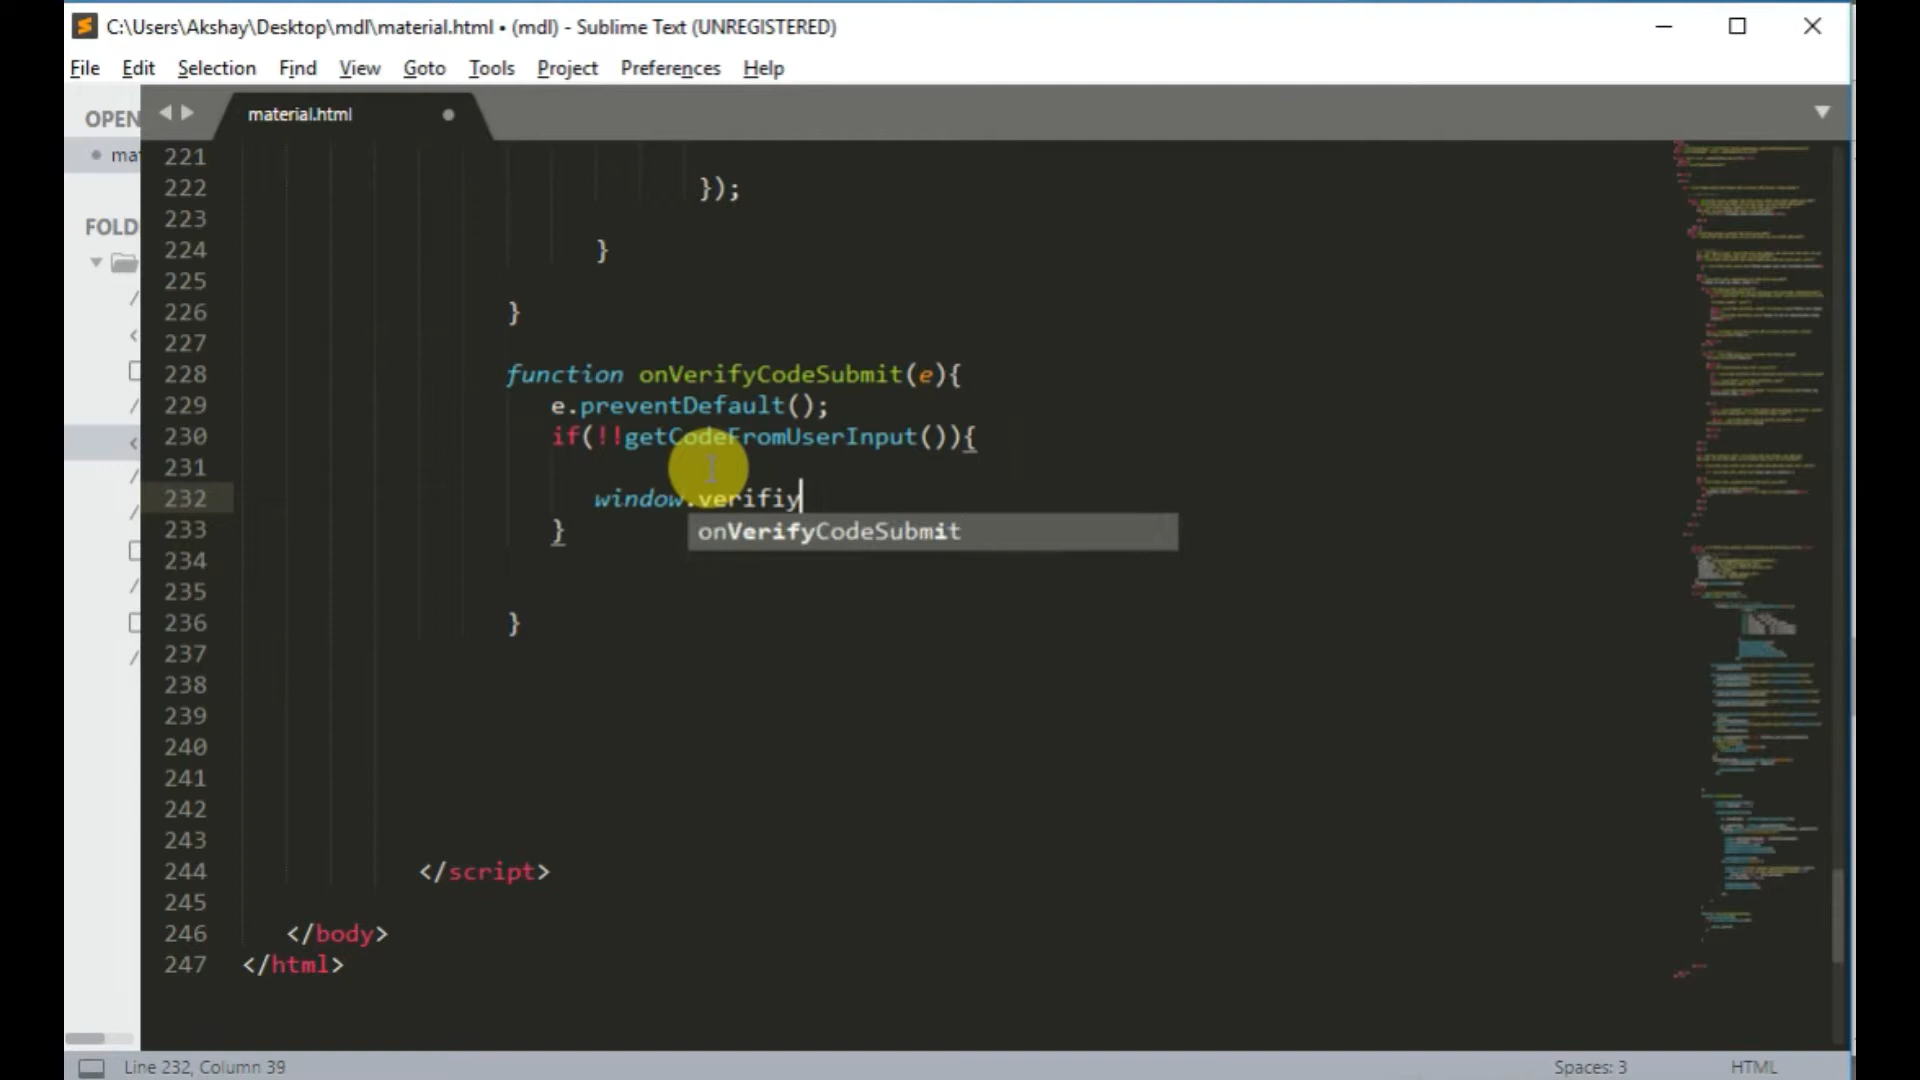 C:\Users\Akshay\Desktop\mdl\material.html • (mdl) - Sublime Text (UNREGISTERED)
File Edit Selection Find View Goto Tools Project Preferences Help
OPEN
material.html
ma
FOLD
221
222 });
223
224 }
225
226 }
227
228 function onVerifyCodeSubmit(e){
229 e.preventDefault();
230 if(!!getCodeFromUserInput()){
231
232 window.verifiy
233 }
onVerifyCodeSubmit
234
235
236 }
237
238
239
240
241
242
243
244 </script>
245
246 </body>
247 </html>
Line 232, Column 39
Spaces: 3
HTML